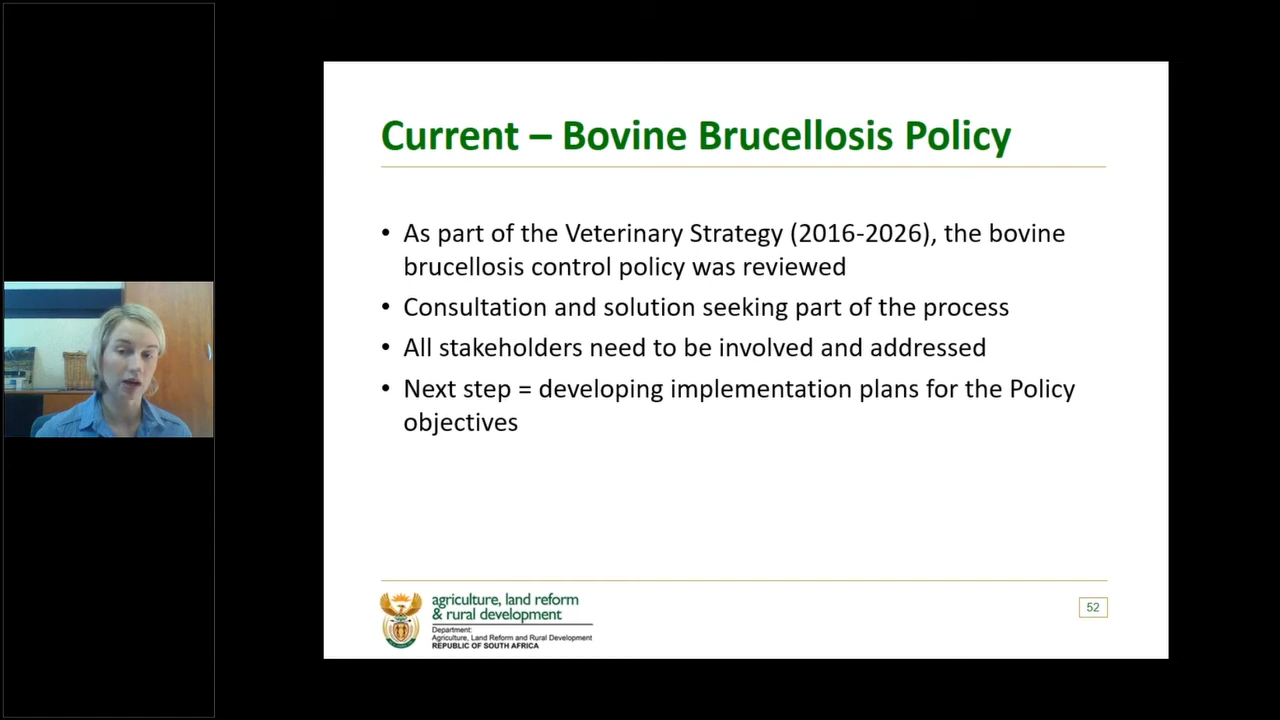 Current – Bovine Brucellosis Policy
• As part of the Veterinary Strategy (2016-2026), the bovine
brucellosis control policy was reviewed
• Consultation and solution seeking part of the process
• All stakeholders need to be involved and addressed
• Next step = developing implementation plans for the Policy
objectives
agriculture, land reform
& rural development
Department:
Agriculture, Land Reform and Rural Development
REPUBLIC OF SOUTH AFRICA
52